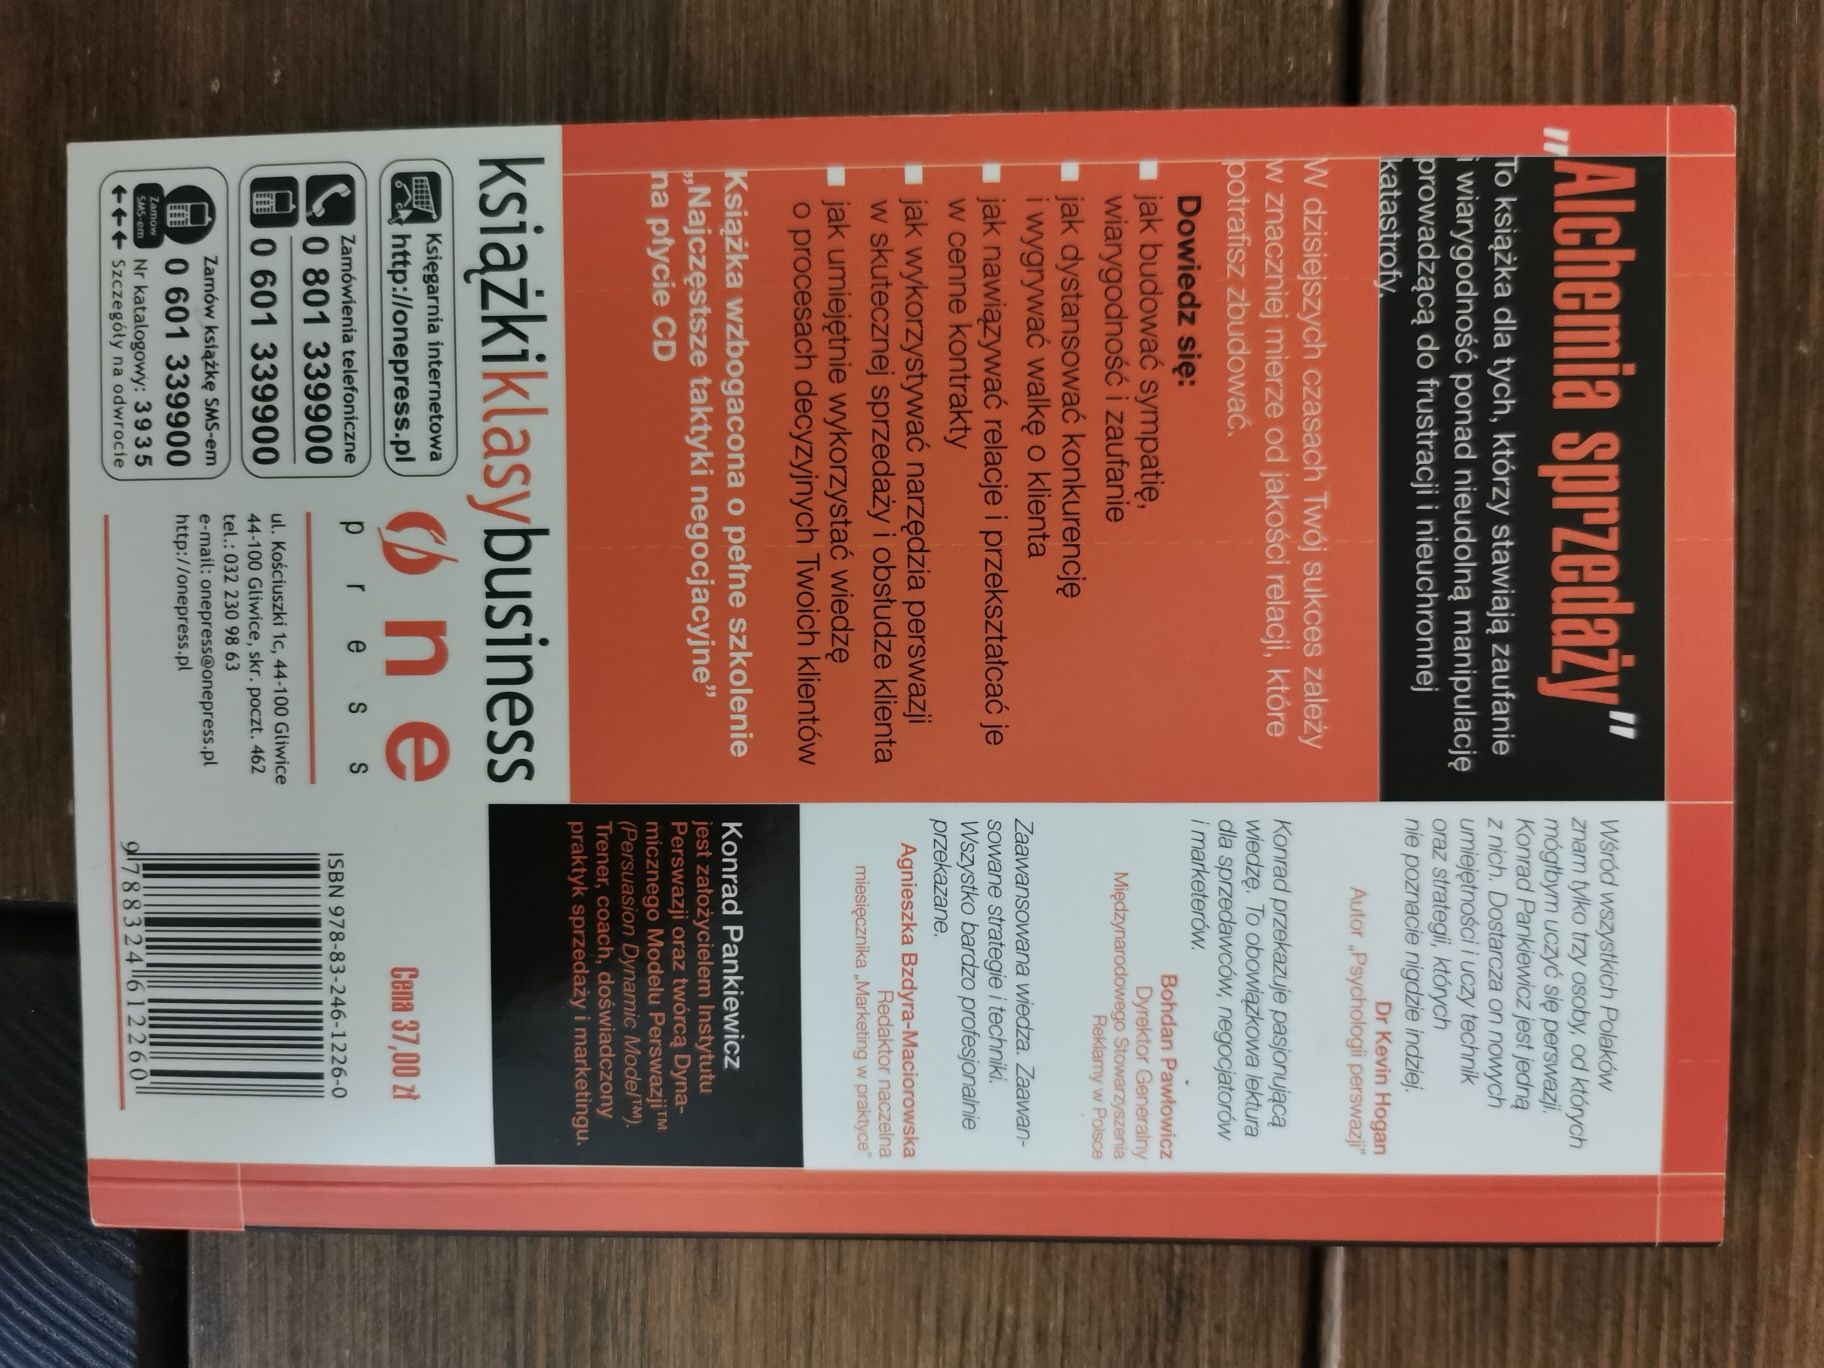 "Alchemia sprzedaży"
To książka dla tych, którzy stawiają zaufanie
i wiarygodność ponad nieudolną manipulację
prowadzącą do frustracji i nieuchronnej
katastrofy.
W dzisiejszych czasach Twój sukces zależy
w znacznej mierze od jakości relacji, które
potrafisz zbudować.
Dowiedz się:
jak budować sympatię,
wiarygodność i zaufanie
jak dystansować konkurencję
i wygrywać walkę o klienta
jak nawiązywać relacje i przekształcać je
w cenne kontrakty
jak wykorzystywać narzędzia perswazji
w skutecznej sprzedaży i obsłudze klienta
jak umiejętnie wykorzystać wiedzę
o procesach decyzyjnych Twoich klientów
Książka wzbogacona o pełne szkolenie
„Najczęstsze taktyki negocjacyjne”
na płycie CD
Wśród wszystkich Polaków
znam tylko trzy osoby, od których
mógłbym uczyć się perswazji.
Konrad Pankiewicz jest jedną
z nich. Dostarcza on nowych
umiejętności i uczy technik
oraz strategii, których
nie poznacie nigdzie indziej.
Dr Kevin Hogan
Autor „Psychologii perswazji”
Konrad przekazuje pasjonującą
wiedzę. To obowiązkowa lektura
dla sprzedawców, negocjatorów
i marketerów.
Bohdan Pawłowicz
Dyrektor Generalny
Międzynarodowego Stowarzyszenia
Reklamy w Polsce
Zaawansowana wiedza. Zaawan-
sowane strategie i techniki.
Wszystko bardzo profesjonalnie
przekazane.
Agnieszka Bzdyra-Maciorowska
Redaktor naczelna
miesięcznika „Marketing w praktyce”
Konrad Pankiewicz
jest założycielem Instytutu
Perswazji oraz twórcą Dyna-
micznego Modelu Perswazji™
(Persuasion Dynamic Model™).
Trener, coach, doświadczony
praktyk sprzedaży i marketingu.
książkiklasybusiness
Księgarnia internetowa
http://onepress.pl
Zamówienia telefoniczne
0 801 339900
0 601 339900
Zamów książkę SMS-em
0 601 339900
Zamów
SMS-em
Nr katalogowy: 3935
Szczegóły na odwrocie
one
press
ul. Kościuszki 1c, 44-100 Gliwice
44-100 Gliwice, skr. poczt. 462
tel.: 032 230 98 63
e-mail: onepress@onepress.pl
http://onepress.pl
Cena 37,00 zł
ISBN 978-83-246-1226-0
9788324612260